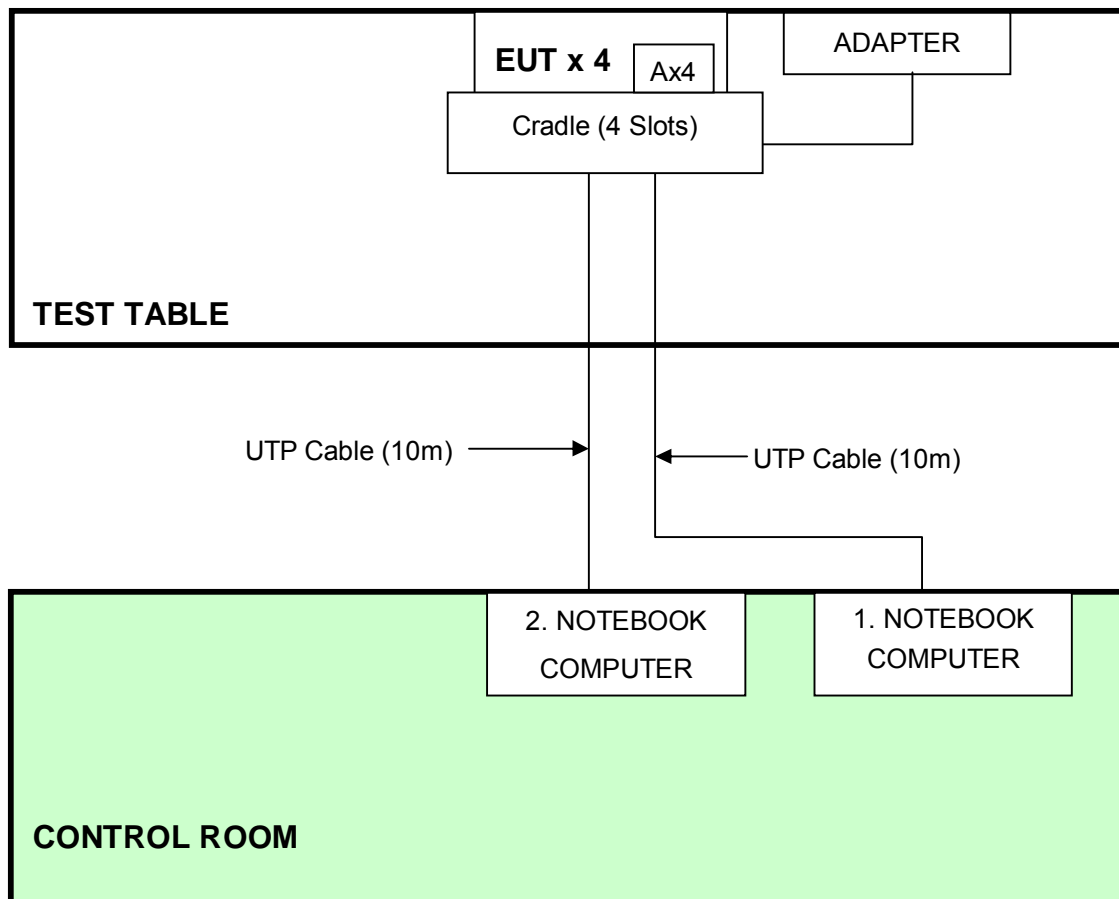 EUT x 4
Ax4
ADAPTER
Cradle (4 Slots)
TEST TABLE
UTP Cable (10m)
UTP Cable (10m)
2. NOTEBOOK
COMPUTER
1. NOTEBOOK
COMPUTER
CONTROL ROOM